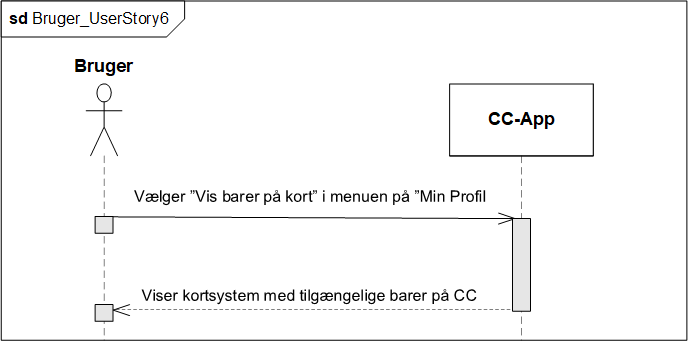 sd Bruger_UserStory6
Bruger
CC-App
Vælger ”Vis barer på kort” i menuen på ”Min Profil
Viser kortsystem med tilgængelige barer på CC